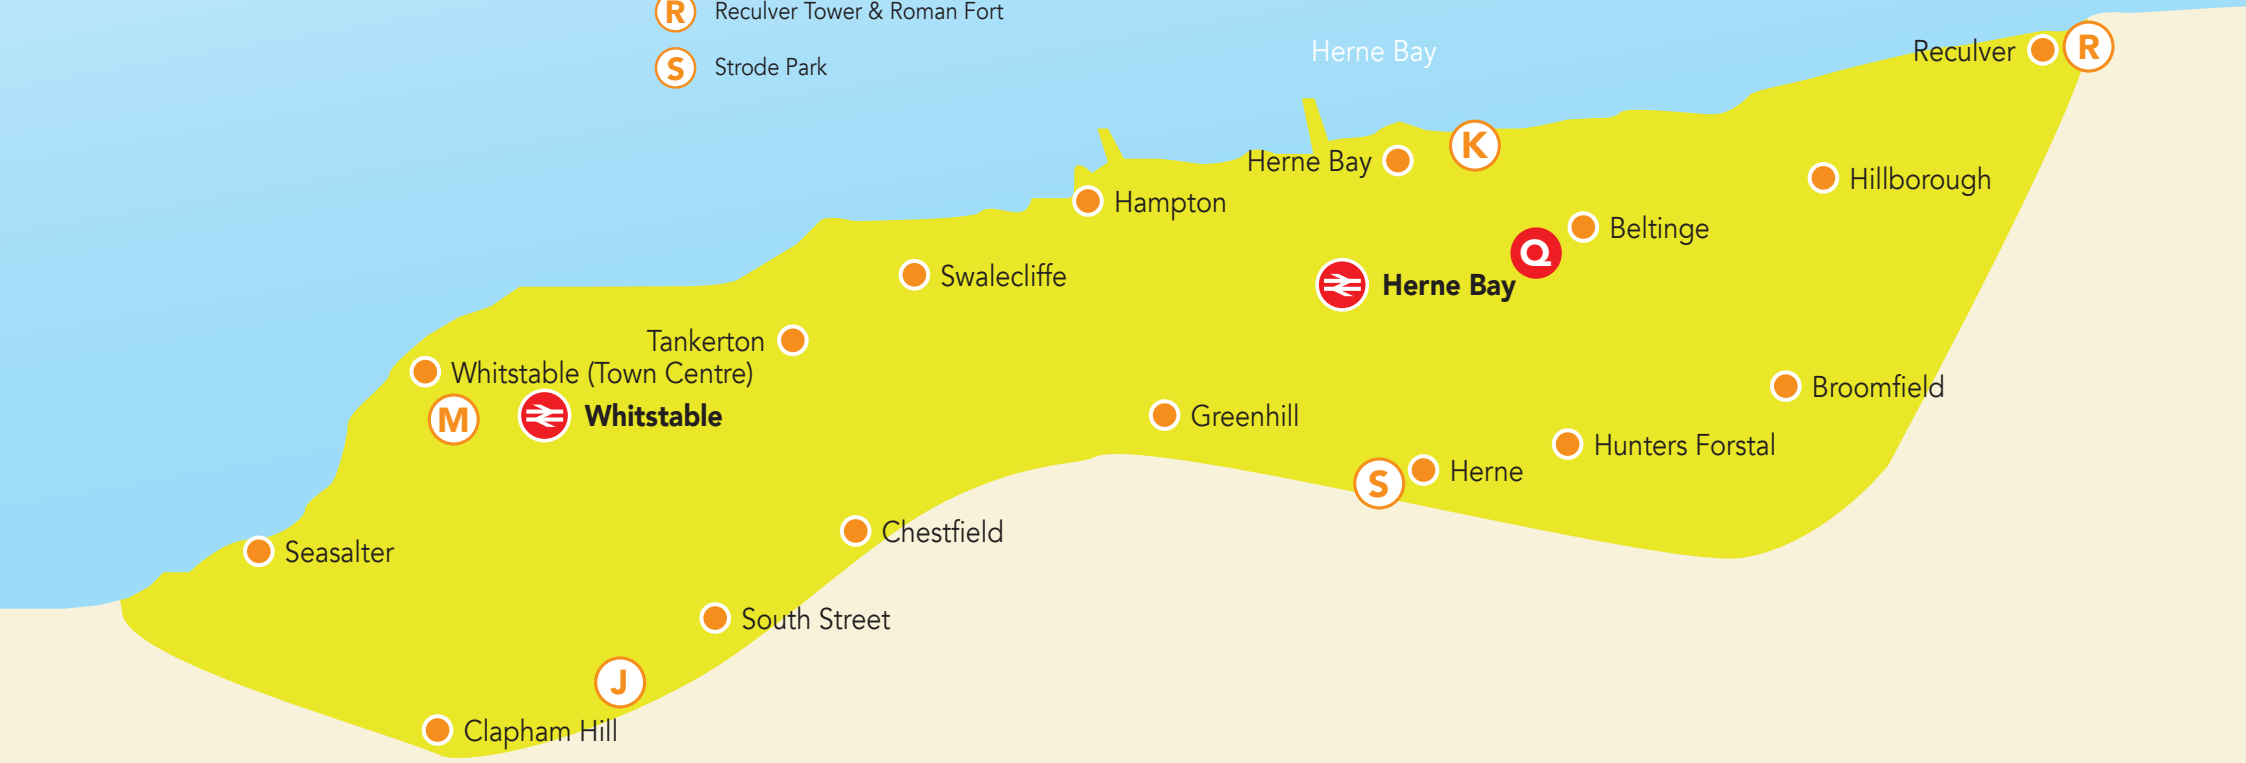 R Reculver Tower & Roman Fort
Herne Bay
Reculver R
S Strode Park
K
Herne Bay
Hillborough
Hampton
Beltinge
Q
Swalecliffe
Herne Bay
Tankerton
Whitstable (Town Centre)
Broomfield
M Whitstable
Greenhill
Hunters Forstal
S Herne
Chestfield
Seasalter
South Street
J
Clapham Hill